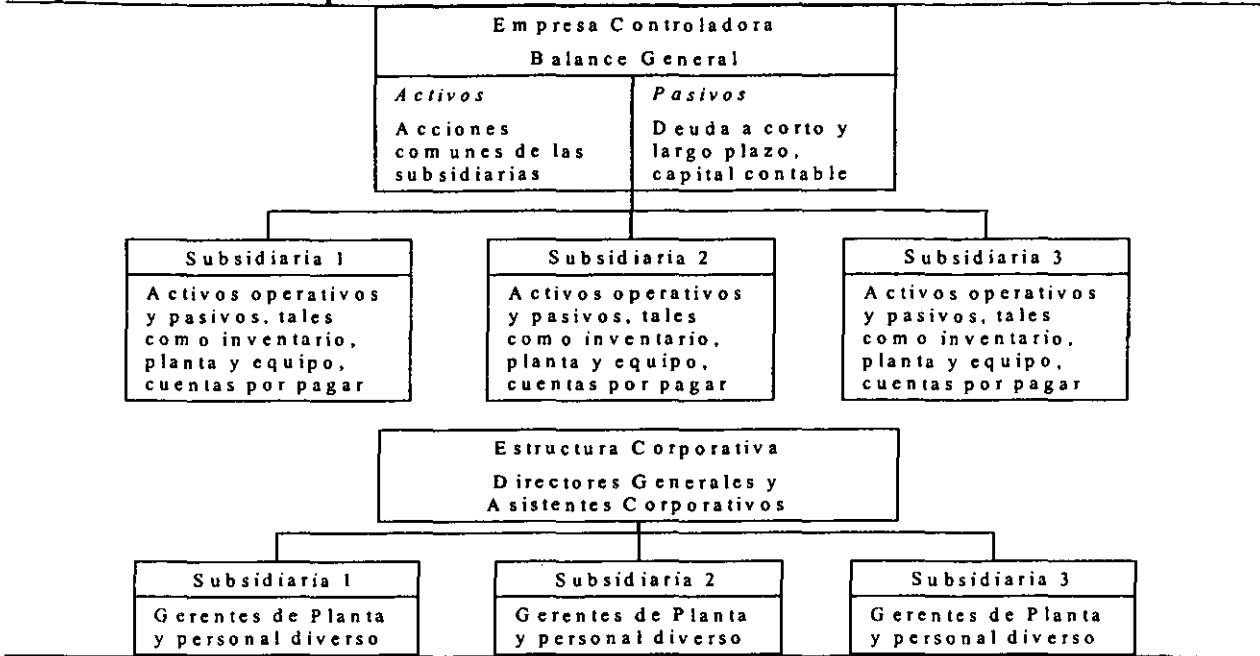 Empresa Controladora
Balance General
Activos
Acciones
comunes de las
subsidiarias
Pasivos
Deuda a corto y
largo plazo,
capital contable
Subsidiaria 1
Activos operativos
y pasivos, tales
como inventario,
planta y equipo,
cuentas por pagar
Subsidiaria 2
Activos operativos
y pasivos, tales
como inventario,
planta y equipo,
cuentas por pagar
Subsidiaria 3
Activos operativos
y pasivos, tales
como inventario,
planta y equipo,
cuentas por pagar
Estructura Corporativa
Directores Generales y
Asistentes Corporativos
Subsidiaria 1
Gerentes de Planta
y personal diverso
Subsidiaria 2
Gerentes de Planta
y personal diverso
Subsidiaria 3
Gerentes de Planta
y personal diverso